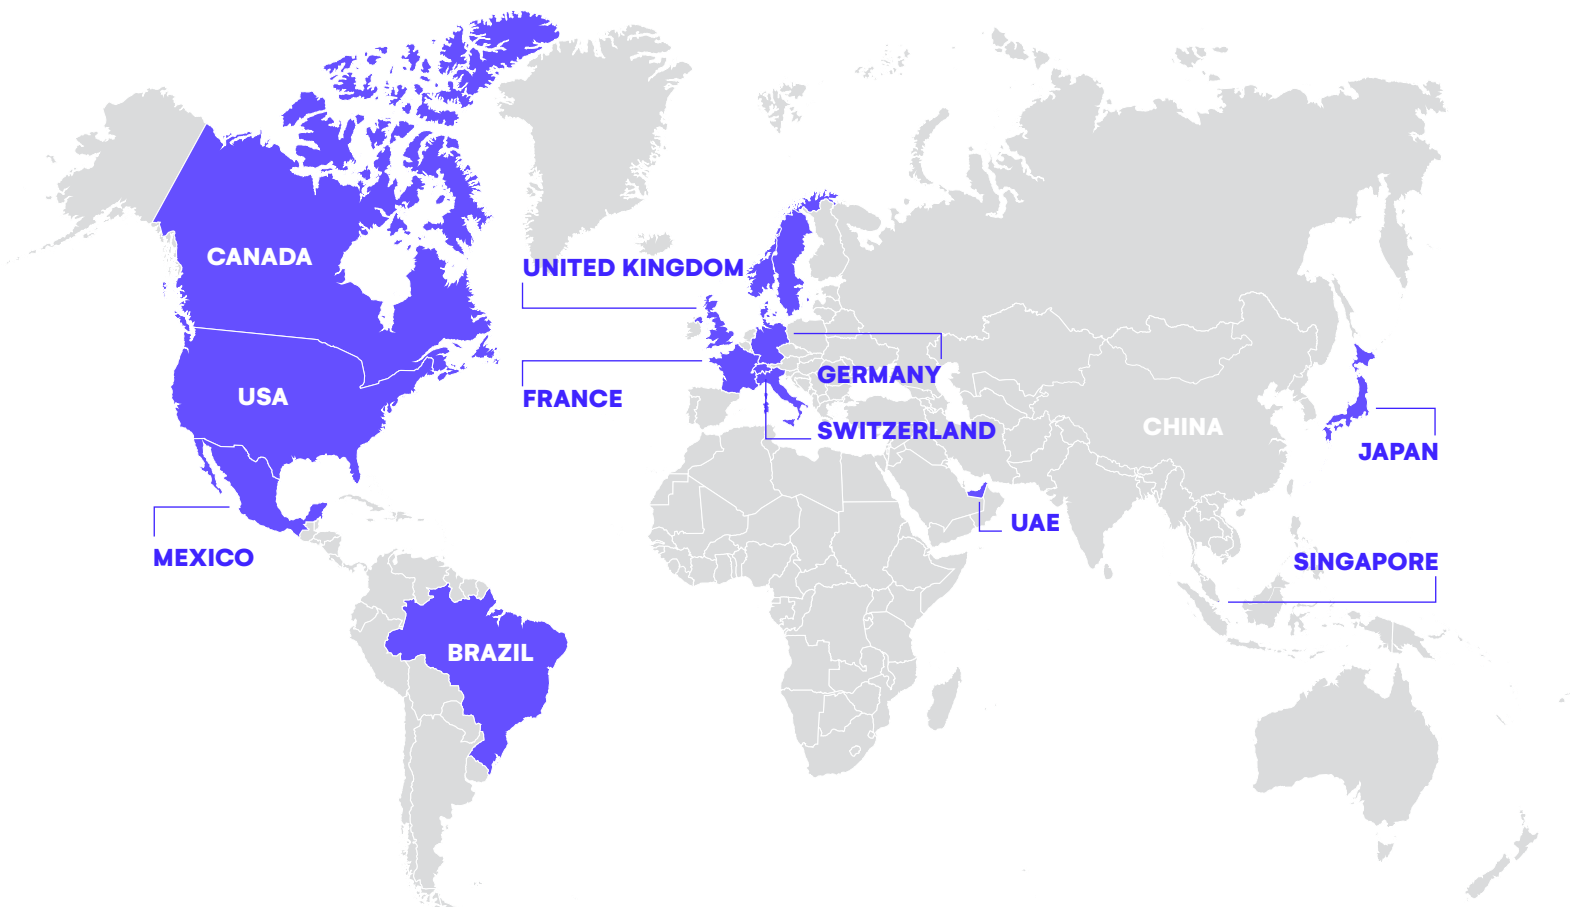 CANADA
UNITED KINGDOM
GERMANY
USA
FRANCE
CHINA
SWITZERLAND
JAPAN
UAE
MEXICO
SINGAPORE
BRAZIL